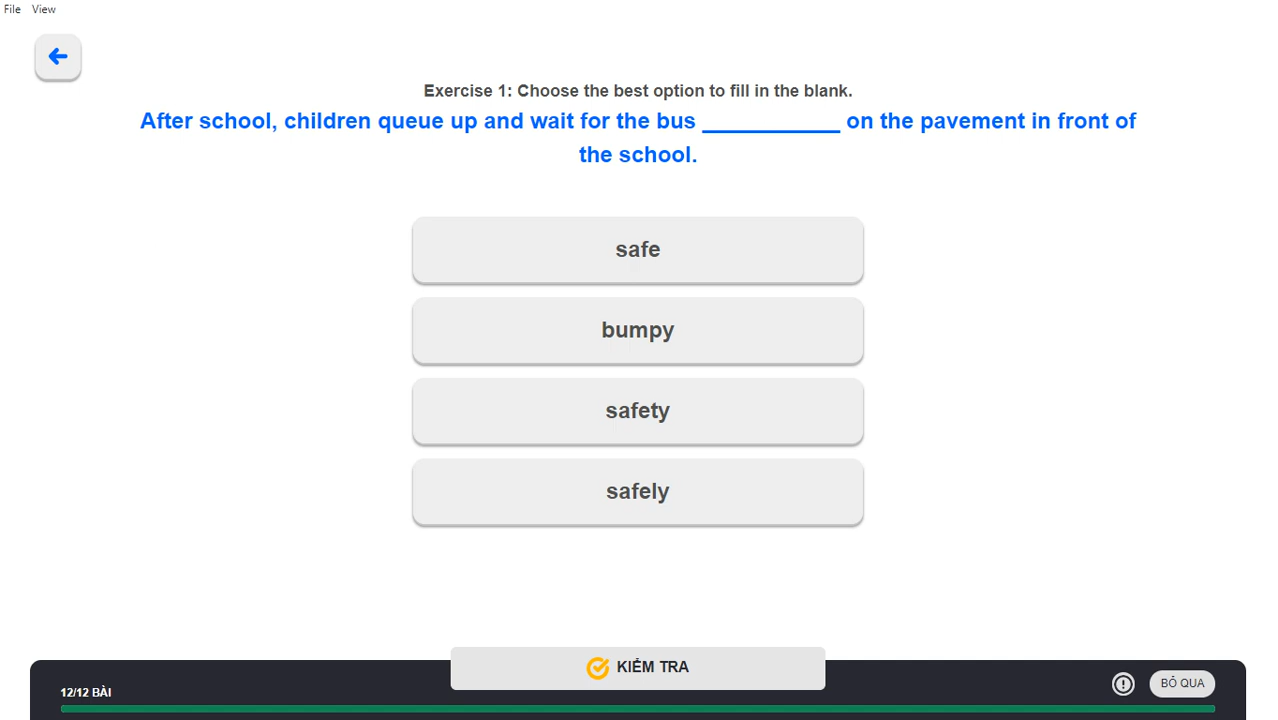 File View
Exercise 1: Choose the best option to fill in the blank.
After school, children queue up and wait for the bus ___________ on the pavement in front of
the school.
safe
bumpy
safety
safely
KIỂM TRA
12/12 BÀI
BỎ QUA